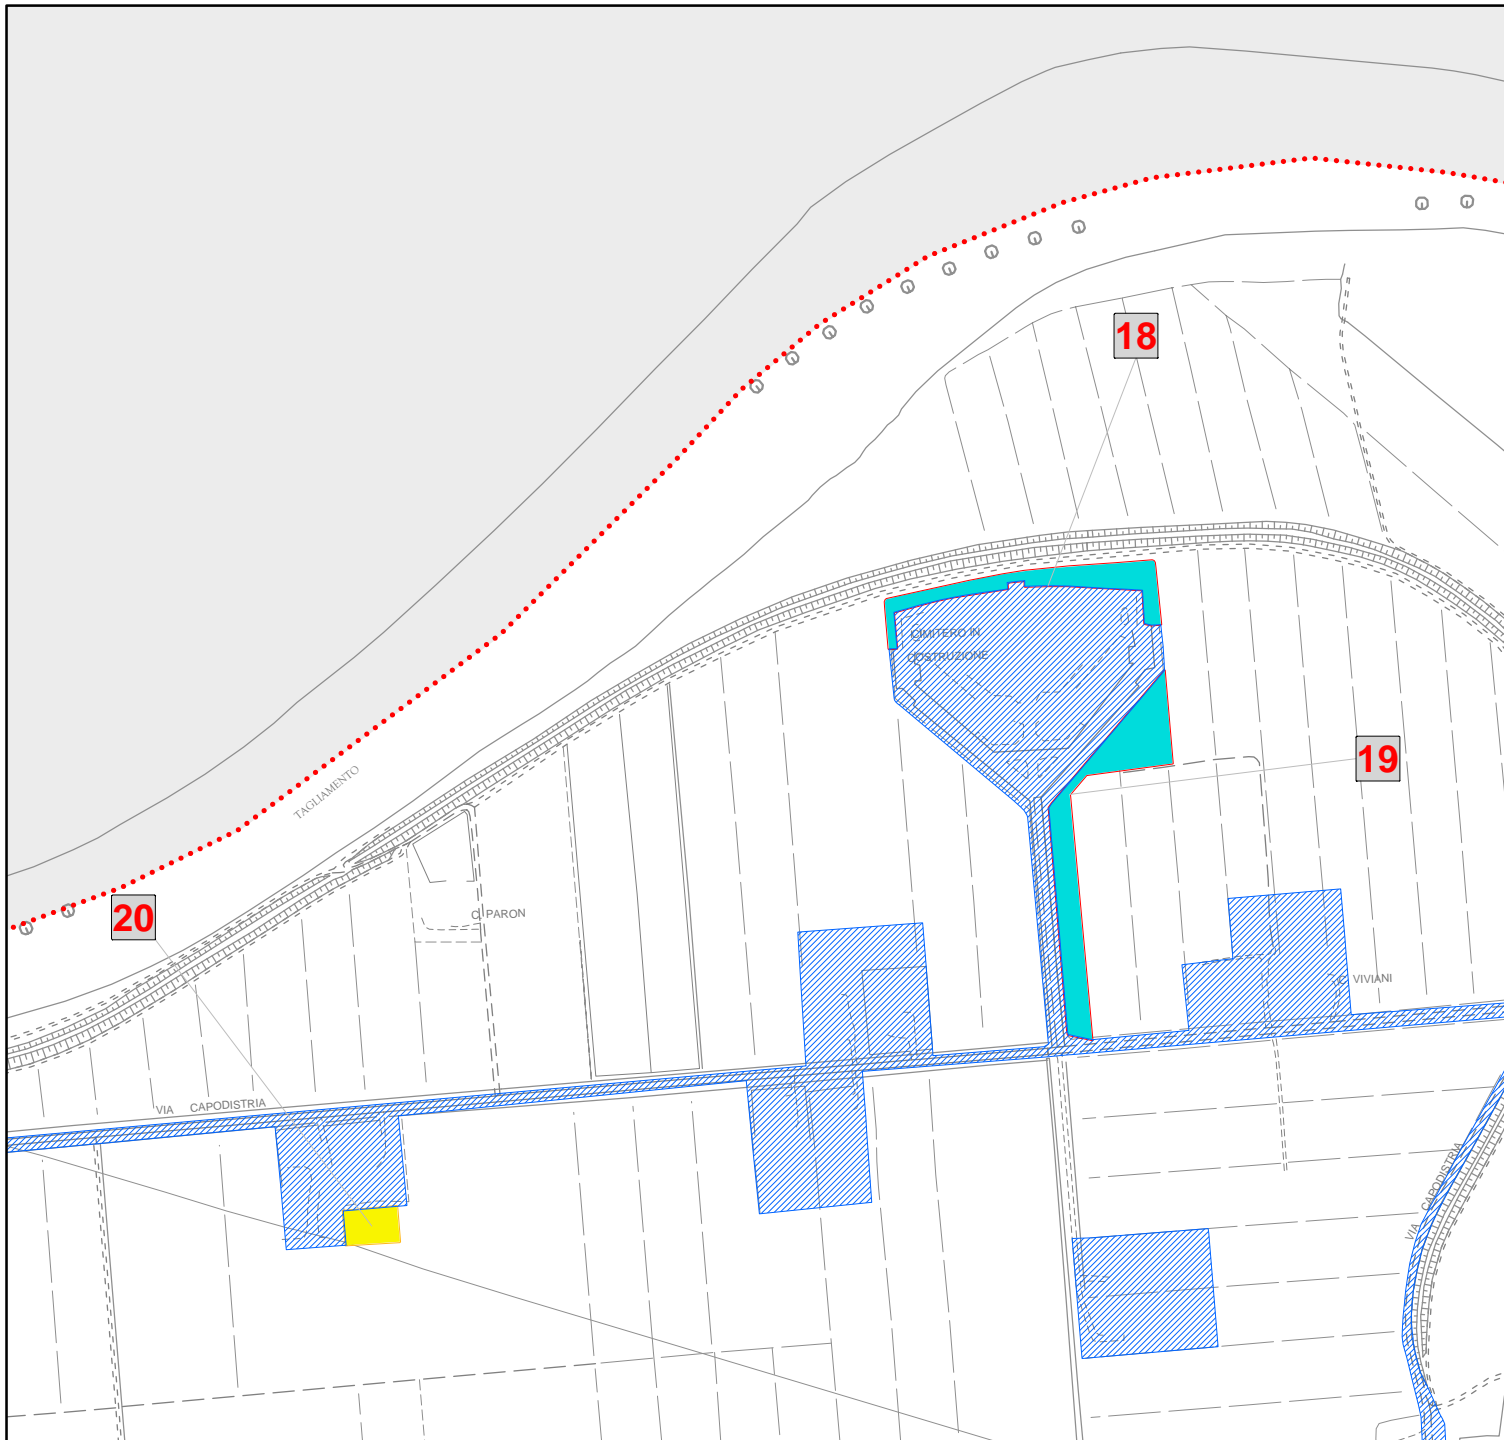 18
CIMITERO IN
COSTRUZIONE
19
TAGLIAMENTO
20
C. PARON
C. VIVIANI
VIA CAPODISTRIA
VIA CAPODISTRIA